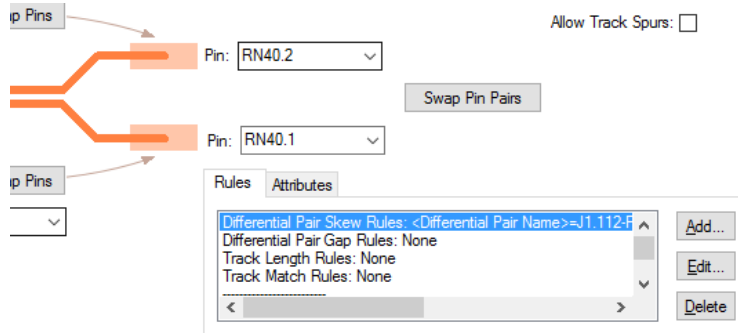 ap Pins
Allow Track Spurs:
Pin: RN40.2
Swap Pin Pairs
Pin: RN40.1
ap Pins
Rules Attributes
Differential Pair Skew Rules: <Differential Pair Name>=J1.112-F
Differential Pair Gap Rules: None
Track Length Rules: None
Track Match Rules: None
-------------------------
Add...
Edit...
Delete